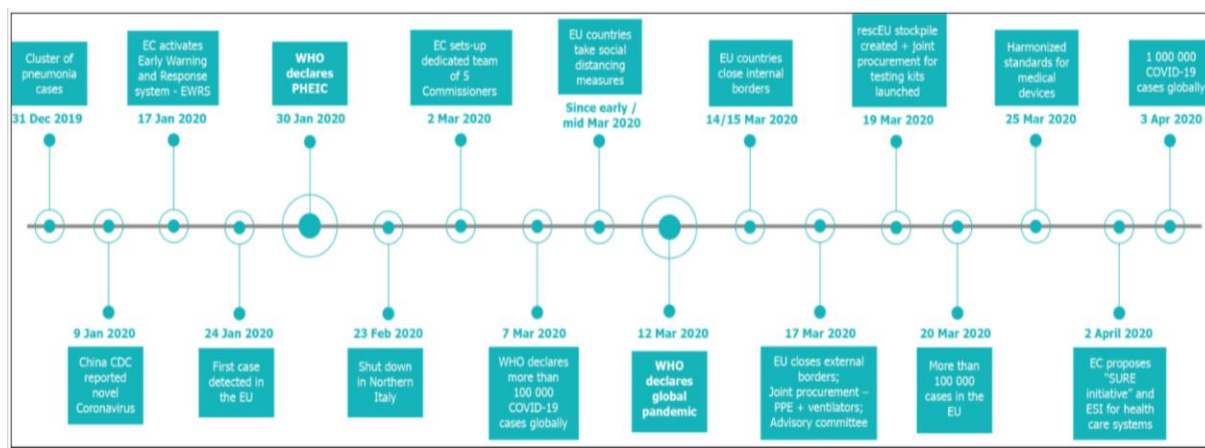 Cluster of
pneumonia
cases
31 Dec 2019
9 Jan 2020
China CDC
reported
novel
Coronavirus
EC activates
Early Warning
and Response
system - EWRS
17 Jan 2020
24 Jan 2020
First case
detected in
the EU
WHO
declares
PHEIC
30 Jan 2020
23 Feb 2020
Shut down
in Northern
Italy
EC sets-up
dedicated team
of 5
Commissioners
2 Mar 2020
7 Mar 2020
WHO declares
more than
100 000
COVID-19
cases globally
EU countries
take social
distancing
measures
Since early /
mid Mar 2020
12 Mar 2020
WHO
declares
global
pandemic
EU countries
close internal
borders
14/15 Mar 2020
17 Mar 2020
EU closes external
borders;
Joint procurement –
PPE + ventilators;
Advisory committee
rescEU stockpile
created + joint
procurement for
testing kits
launched
19 Mar 2020
20 Mar 2020
More than
100 000
cases in the
EU
Harmonized
standards for
medical
devices
25 Mar 2020
2 April 2020
EC proposes
"SURE
initiative" and
ESI for health
care systems
1 000 000
COVID-19
cases globally
3 Apr 2020